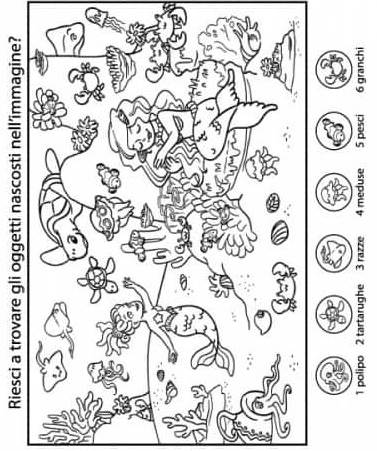 Riesci a trovare gli oggetti nascosti nell'immagine?
1 polipo
2 tartarughe
3 razze
4 meduse
5 pesci
6 granchi